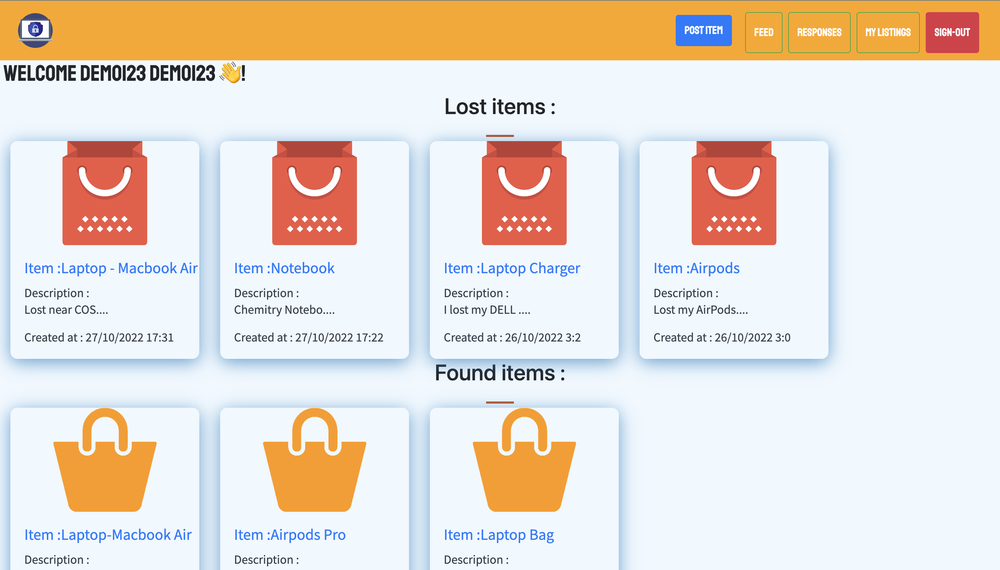 POST ITEM
FEED
RESPONSES
MY LISTINGS
SIGN-OUT
WELCOME DEMO123 DEMO123 👋!
Lost items :
Item :Laptop - Macbook Air
Description :
Lost near COS....
Created at : 27/10/2022 17:31
Item :Notebook
Description :
Chemitry Notebo....
Created at : 27/10/2022 17:22
Item :Laptop Charger
Description :
I lost my DELL ....
Created at : 26/10/2022 3:2
Item :Airpods
Description :
Lost my AirPods....
Created at : 26/10/2022 3:0
Found items :
Item :Laptop-Macbook Air
Description :
Item :Airpods Pro
Description :
Item :Laptop Bag
Description :